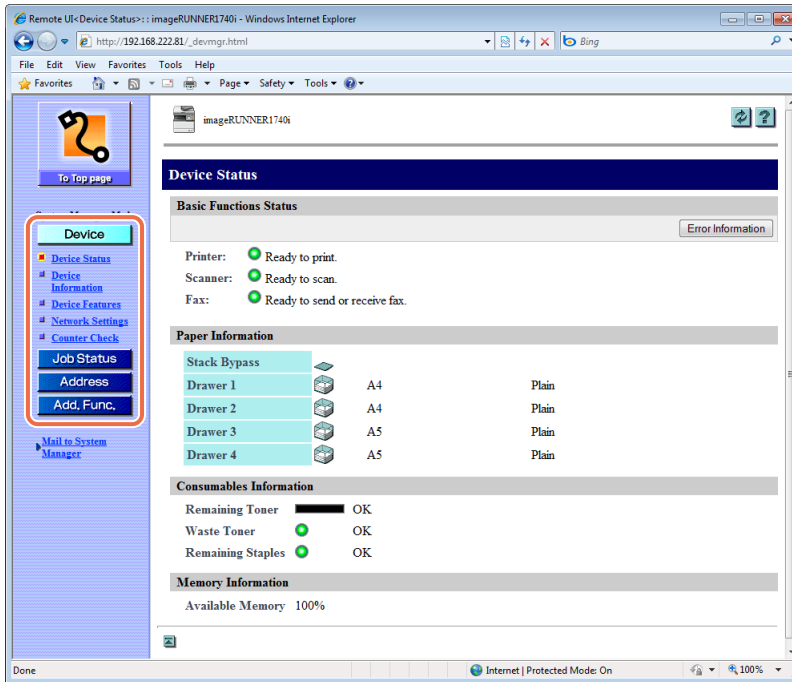 Remote UI<Device Status>: : imageRUNNER1740i - Windows Internet Explorer
http://192.168.222.81/_devmgr.html
Bing
File Edit View Favorites Tools Help
Favorites Page Safety Tools
To Top page
imageRUNNER1740i
Device Status
Device
Device Status
Device Information
Device Features
Network Settings
Counter Check
Job Status
Address
Add. Func.
Mail to System Manager
Basic Functions Status
Error Information
Printer: Ready to print.
Scanner: Ready to scan.
Fax: Ready to send or receive fax.
Paper Information
Stack Bypass
Drawer 1 A4 Plain
Drawer 2 A4 Plain
Drawer 3 A5 Plain
Drawer 4 A5 Plain
Consumables Information
Remaining Toner OK
Waste Toner OK
Remaining Staples OK
Memory Information
Available Memory 100%
Done
Internet | Protected Mode: On
100%